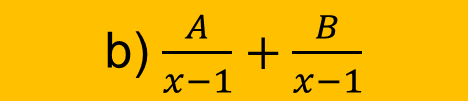 b) A/(x−1) + B/(x−1)